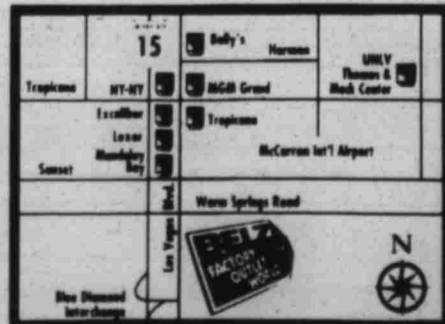 15
Bally's
Harmon
UNLV
Thomas &
Mack Center
Tropicana
NY-NY
MGM Grand
Excalibur
Luxor
Mandalay
Bay
Tropicana
McCarran Int'l Airport
Sunset
Warm Springs Road
Las Vegas Blvd.
BELZ
FACTORY
OUTLET
WORLD
N
Blue Diamond
Interchange